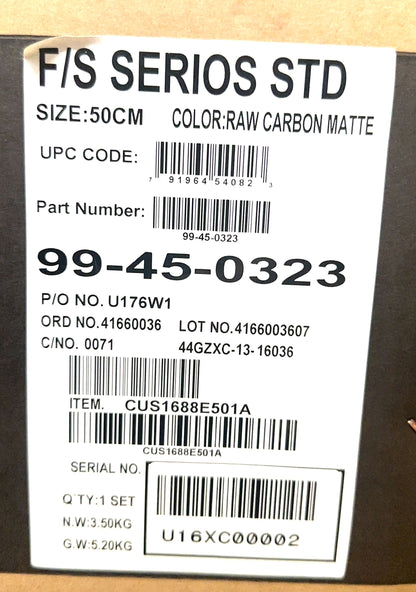 F/S SERIOS STD
SIZE:50CM COLOR:RAW CARBON MATTE
UPC CODE:
7 91964 54082 3
Part Number:
99-45-0323
99-45-0323
P/O NO. U176W1
ORD NO.41660036 LOT NO.4166003607
C/NO. 0071 44GZXC-13-16036
ITEM. CUS1688E501A
CUS1688E501A
SERIAL NO.
Q'TY:1 SET
N.W:3.50KG
G.W:5.20KG
U16XC00002